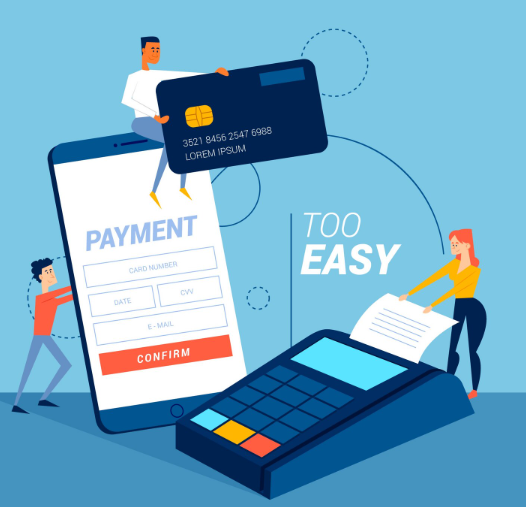 3521 8456 2547 6988
LOREM IPSUM
PAYMENT
CARD NUMBER
DATE
CVV
E-MAIL
CONFIRM
TOO
EASY